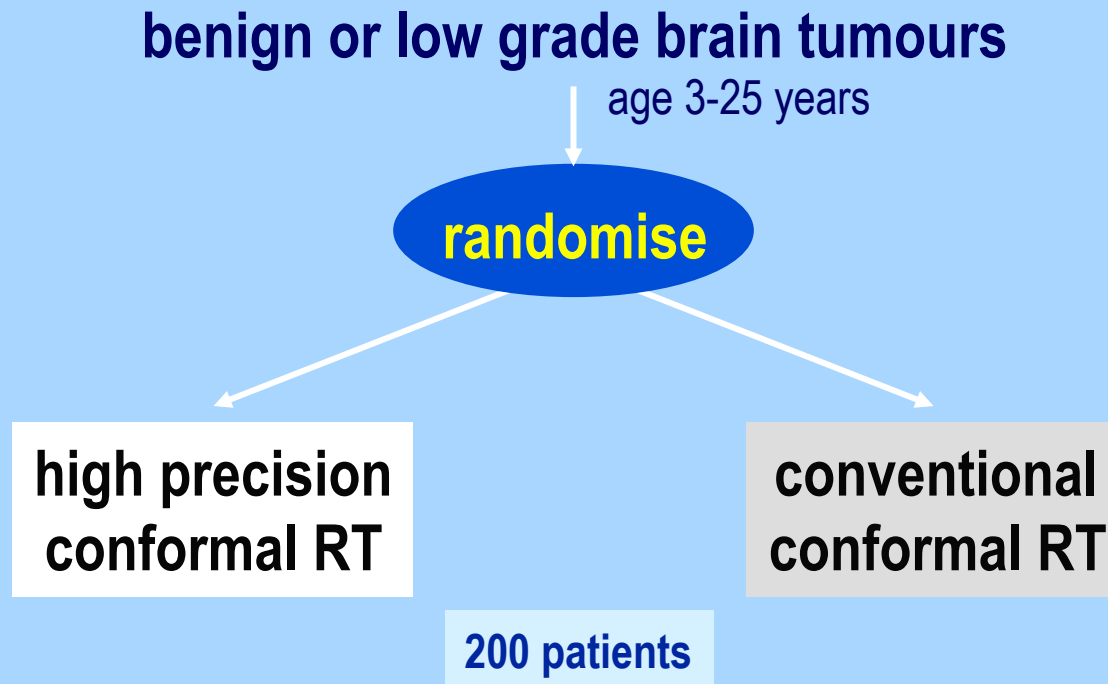 benign or low grade brain tumours
age 3-25 years
randomise
high precision
conformal RT
conventional
conformal RT
200 patients